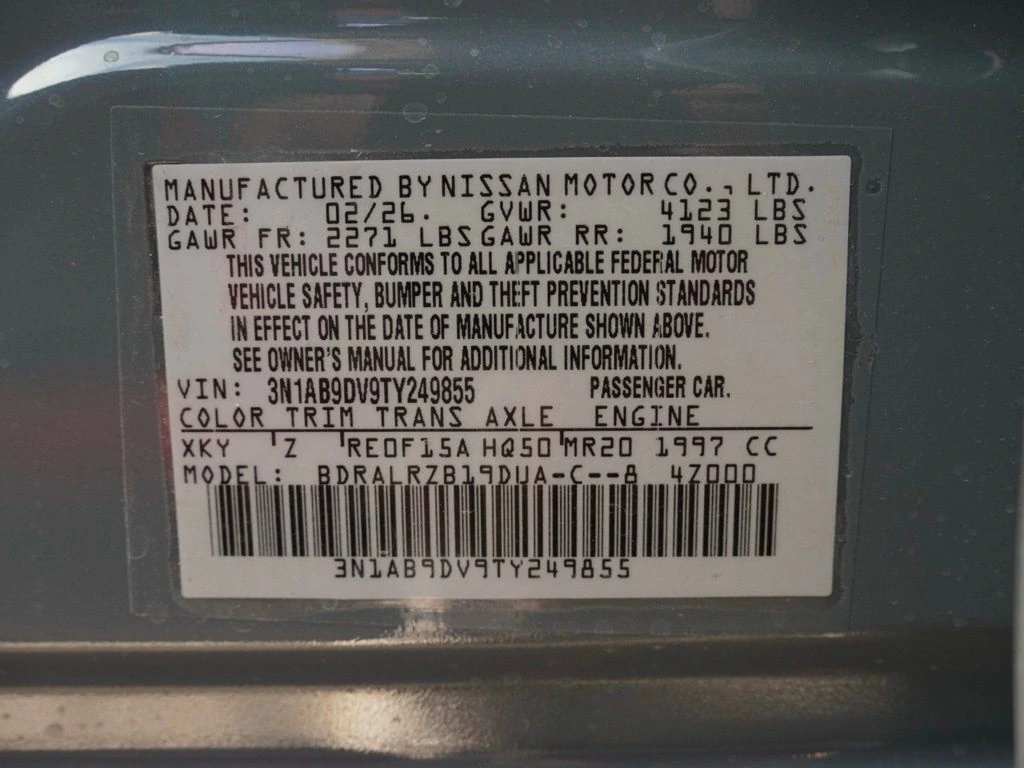 MANUFACTURED BY NISSAN MOTOR CO., LTD.
DATE: 02/26. GVWR: 4123 LBS
GAWR FR: 2271 LBS GAWR RR: 1940 LBS
THIS VEHICLE CONFORMS TO ALL APPLICABLE FEDERAL MOTOR
VEHICLE SAFETY, BUMPER AND THEFT PREVENTION STANDARDS
IN EFFECT ON THE DATE OF MANUFACTURE SHOWN ABOVE.
SEE OWNER'S MANUAL FOR ADDITIONAL INFORMATION.
VIN: 3N1AB9DV9TY249855 PASSENGER CAR.
COLOR TRIM TRANS AXLE ENGINE
XKY Z RE0F15A HQ50 MR20 1997 CC
MODEL: BDRALRZB19DUA-C--8 4Z000
3N1AB9DV9TY249855